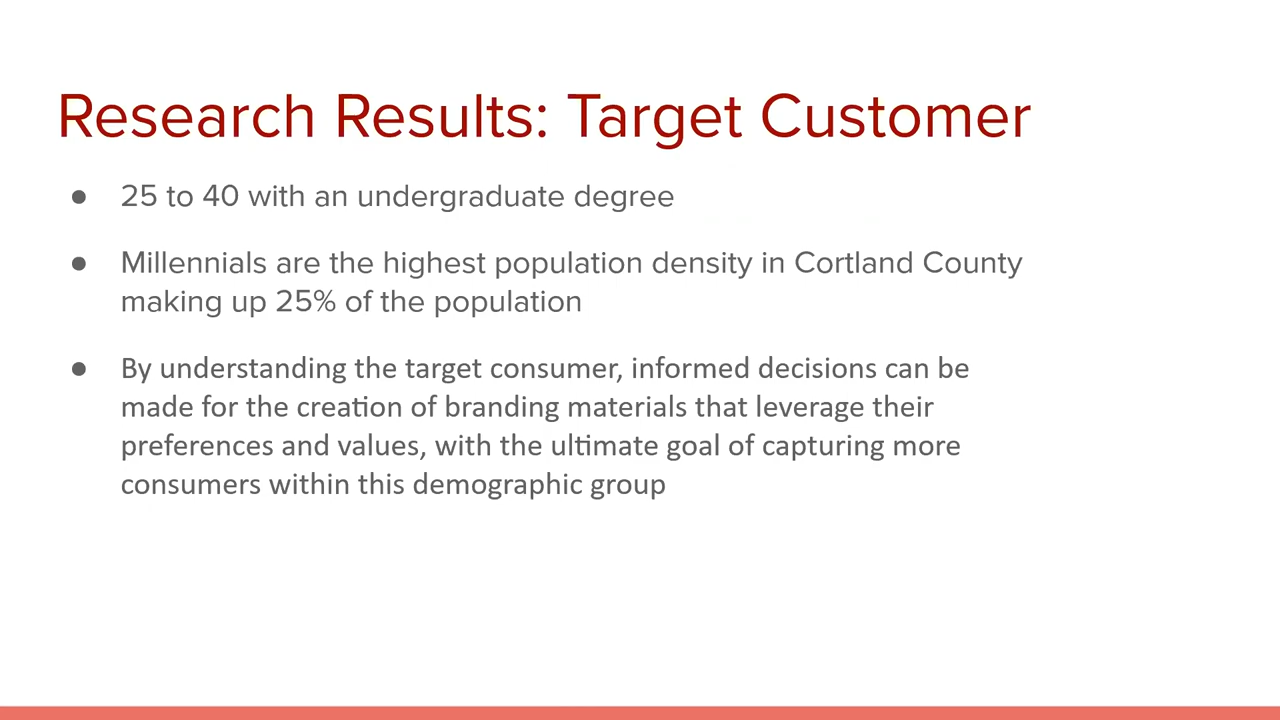 Research Results: Target Customer
● 25 to 40 with an undergraduate degree
● Millennials are the highest population density in Cortland County
making up 25% of the population
● By understanding the target consumer, informed decisions can be
made for the creation of branding materials that leverage their
preferences and values, with the ultimate goal of capturing more
consumers within this demographic group